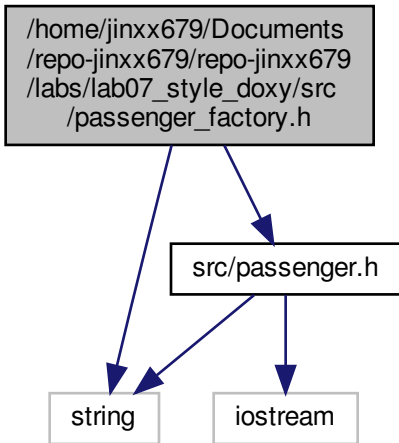 /home/jinxx679/Documents
/repo-jinxx679/repo-jinxx679
/labs/lab07_style_doxy/src
/passenger_factory.h
src/passenger.h
string
iostream